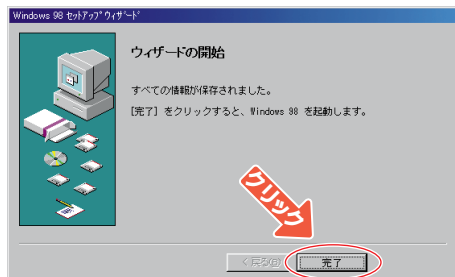 Windows 98 ｾｯﾄｱｯﾌﾟ ｳｨｻﾞｰﾄﾞ
ウィザードの開始
すべての情報が保存されました。
[完了] をクリックすると、Windows 98 を起動します。
クリック
< 戻る(B)
完了